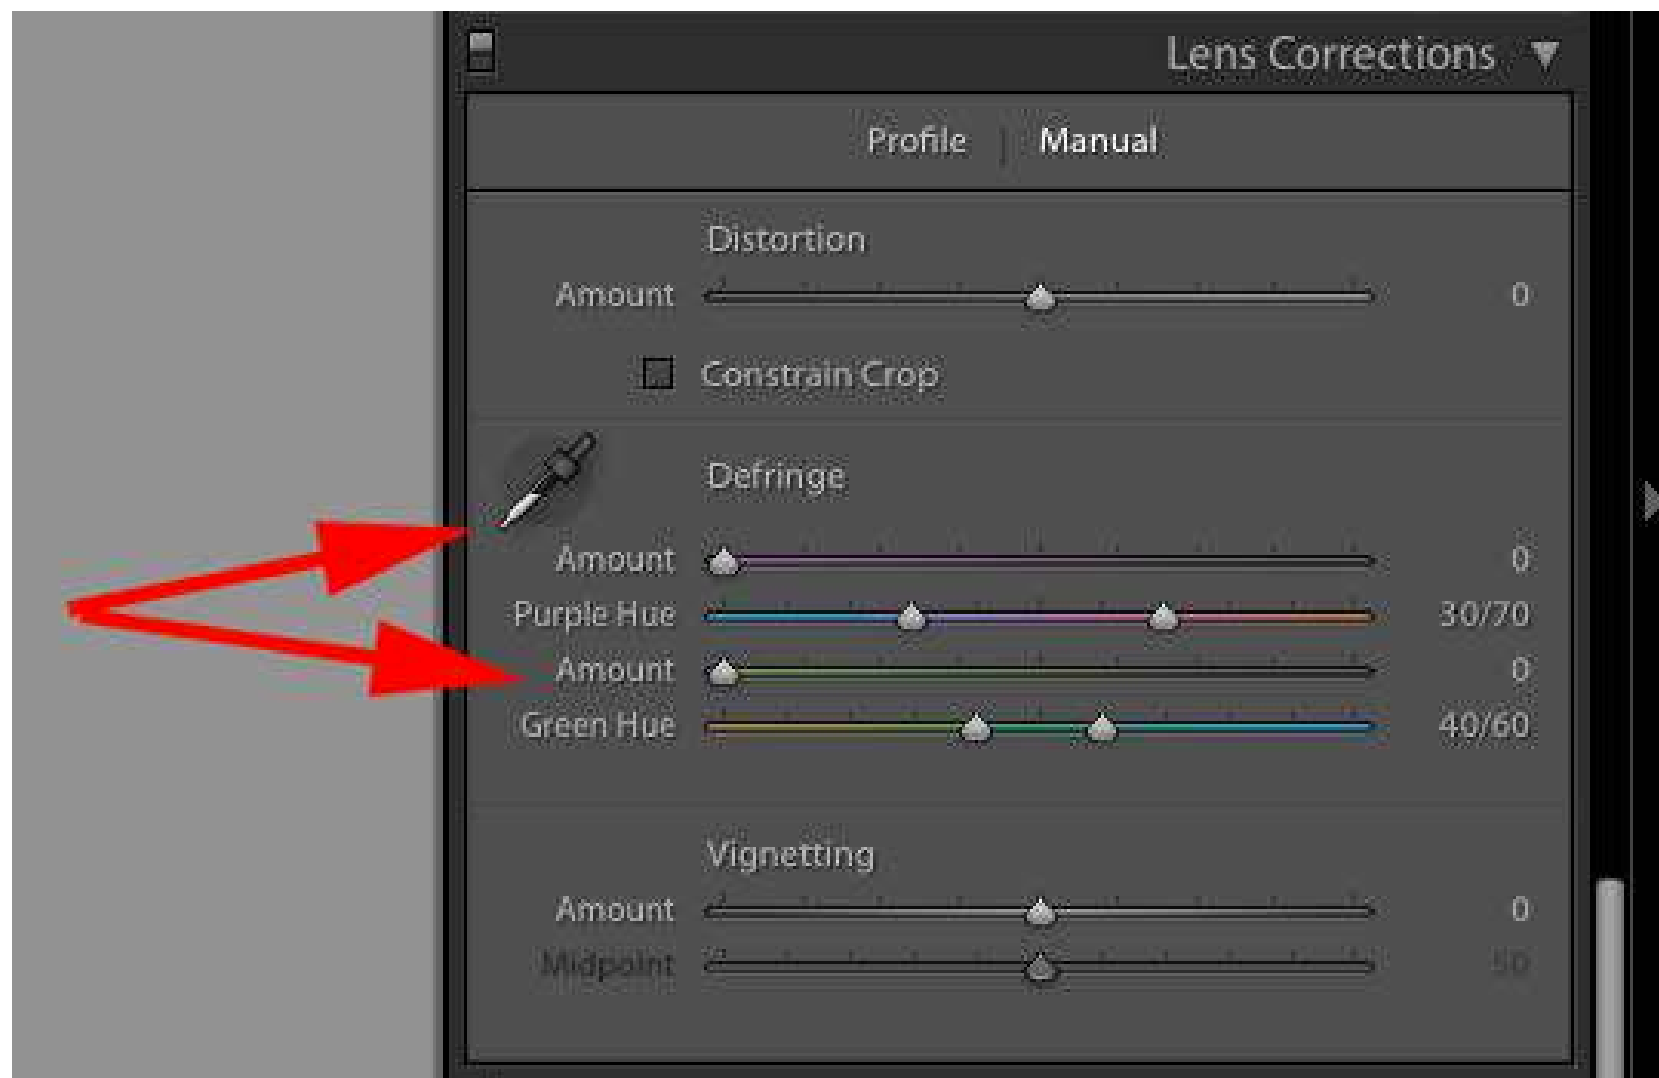 Lens Corrections
Profile | Manual
Distortion
Amount 0
Constrain Crop
Defringe
Amount 0
Purple Hue 30/70
Amount 0
Green Hue 40/60
Vignetting
Amount 0
Midpoint 50